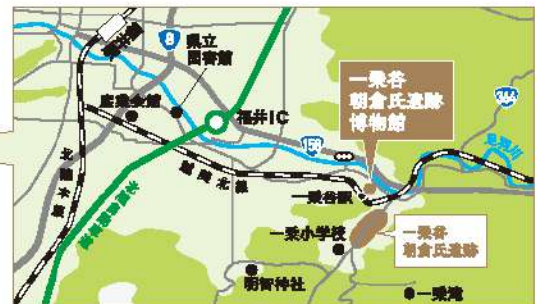 福井駅
8
県立
図書館
産業会館
福井IC
一乗谷
朝倉氏遺跡
博物館
364
158
足羽川
北陸本線
越美北線
北陸自動車道
一乗谷駅
一乗小学校
一乗谷
朝倉氏遺跡
明智神社
一乗滝